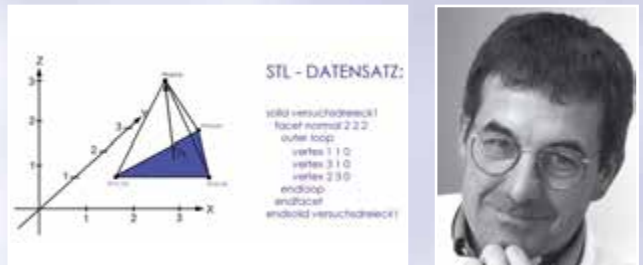 Z
3
2
1
Y
3
2
1
1
2
3
X
STL - DATENSATZ:
solid versuchsdreieck1
facet normal 2 2 2
outer loop
vertex 1 1 0
vertex 3 1 0
vertex 2 3 0
endloop
endfacet
endsolid versuchsdreieck1